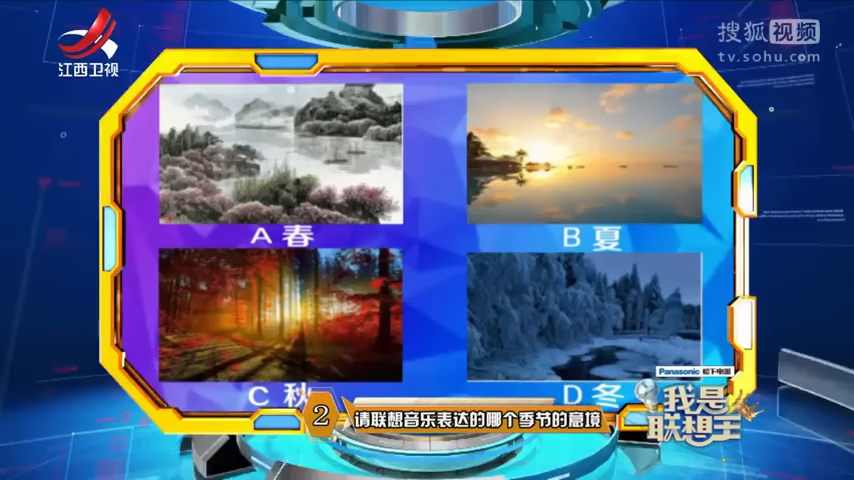 江西卫视
搜狐视频
tv.sohu.com
A 春
B 夏
C 秋
D 冬
2 请联想音乐表达的哪个季节的意境
Panasonic 松下电器
我是
联想王